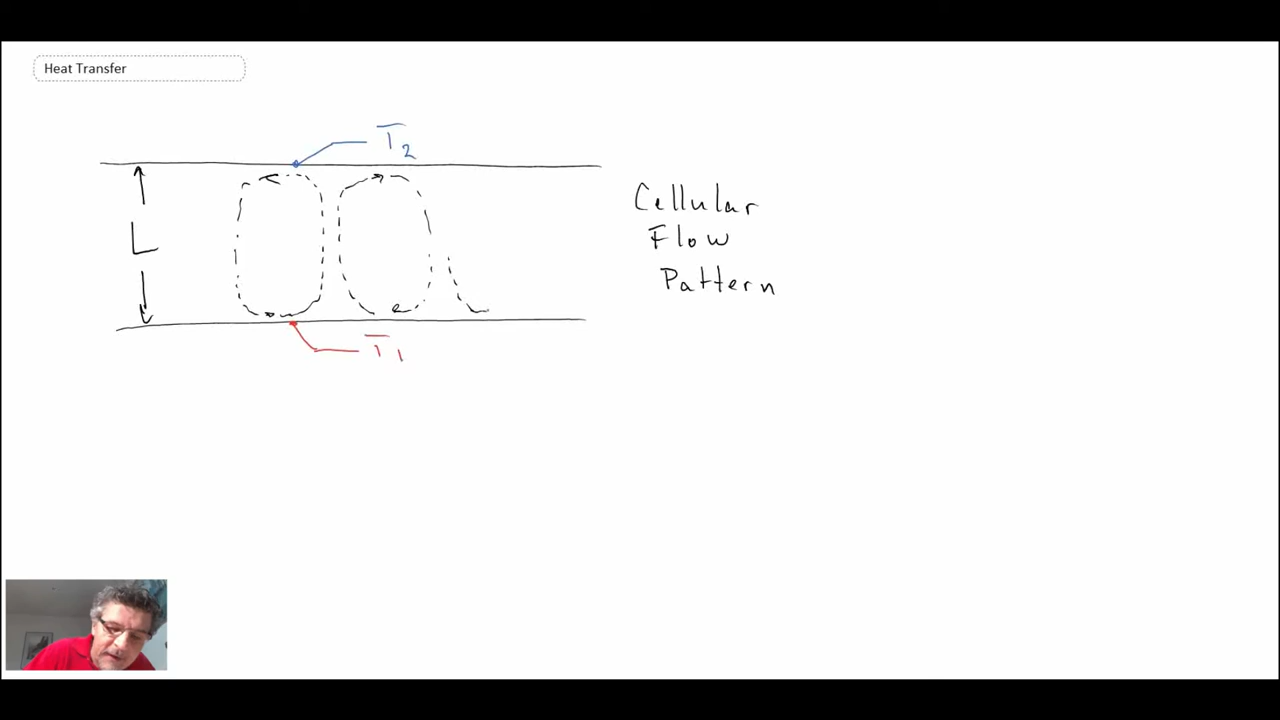 Heat Transfer
T2
L
T1
Cellular
Flow
Pattern